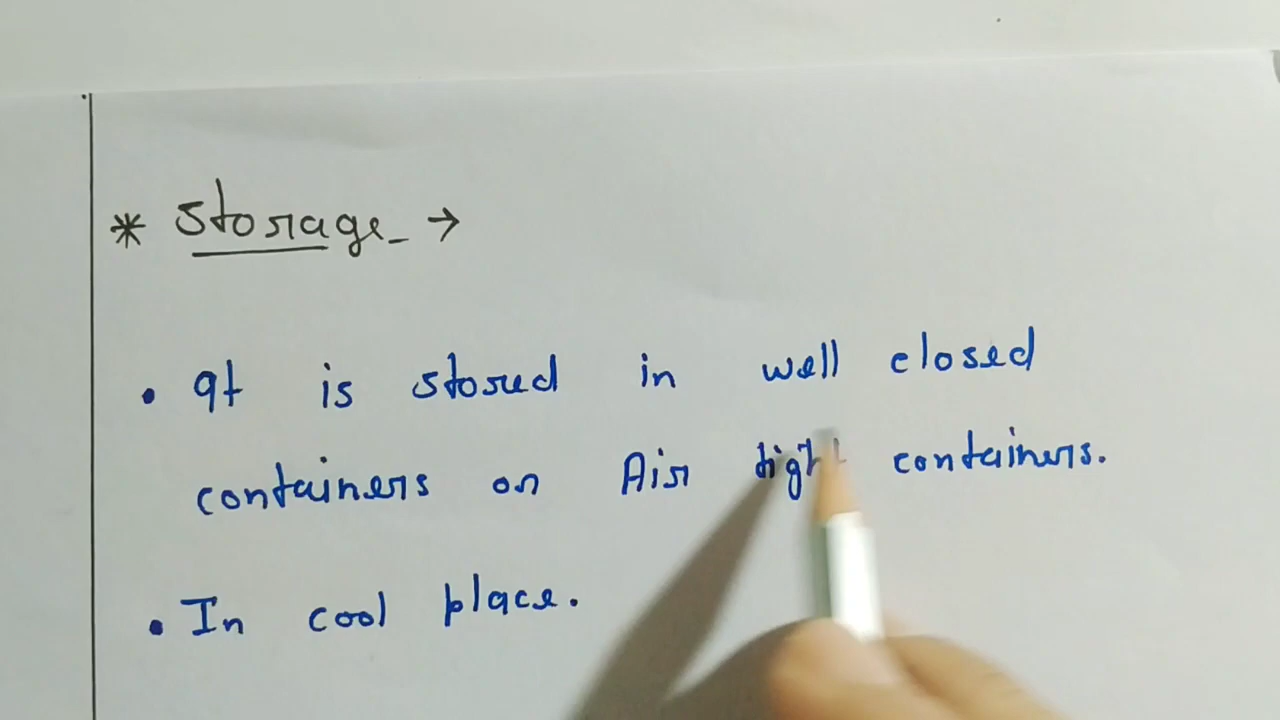 * Storage →
• It is stored in well closed
containers or Air tight containers.
• In cool place.